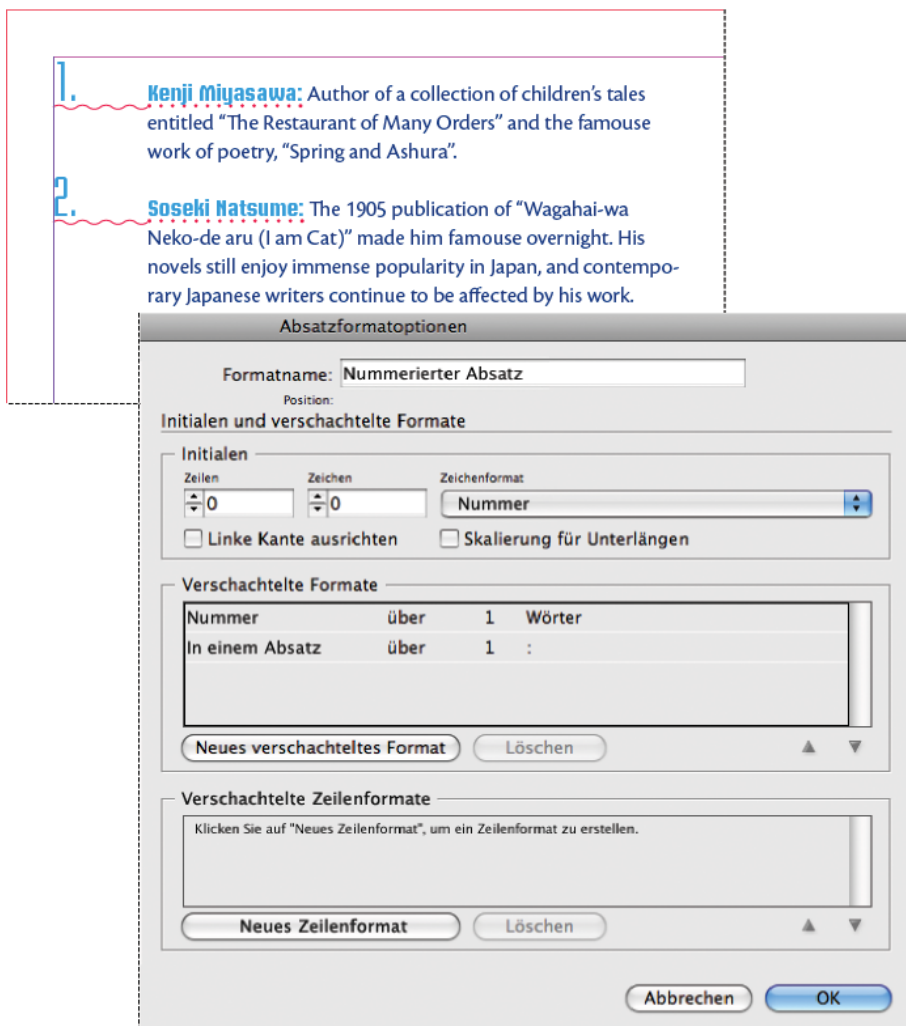 1. Kenji Miyasawa: Author of a collection of children’s tales
entitled “The Restaurant of Many Orders” and the famouse
work of poetry, “Spring and Ashura”.
2. Soseki Natsume: The 1905 publication of “Wagahai-wa
Neko-de aru (I am Cat)” made him famouse overnight. His
novels still enjoy immense popularity in Japan, and contempo-
rary Japanese writers continue to be affected by his work.
Absatzformatoptionen
Formatname: Nummerierter Absatz
Position:
Initialen und verschachtelte Formate
Initialen
Zeilen Zeichen Zeichenformat
0 0 Nummer
Linke Kante ausrichten Skalierung für Unterlängen
Verschachtelte Formate
Nummer über 1 Wörter
In einem Absatz über 1 :
Neues verschachteltes Format Löschen
Verschachtelte Zeilenformate
Klicken Sie auf "Neues Zeilenformat", um ein Zeilenformat zu erstellen.
Neues Zeilenformat Löschen
Abbrechen OK